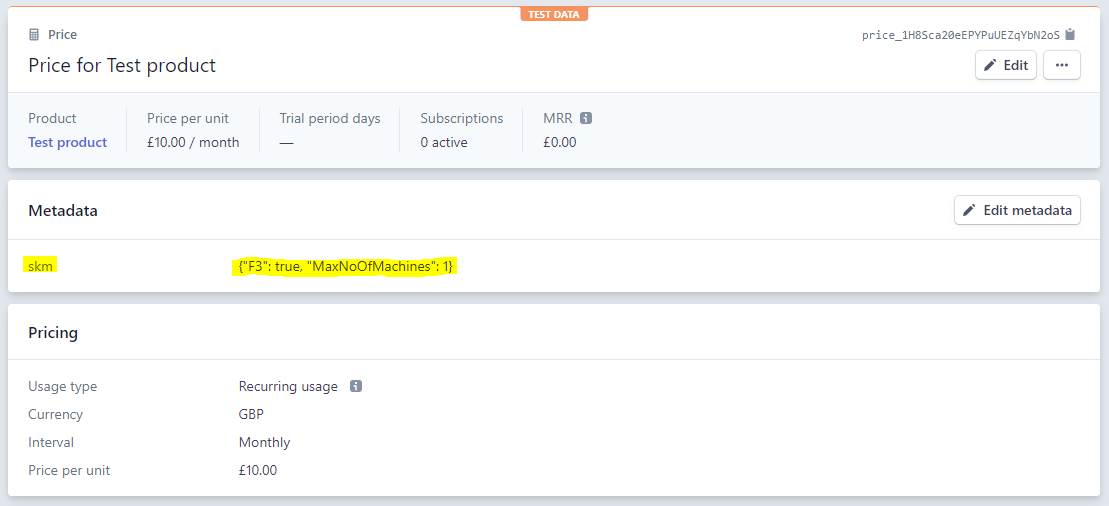 TEST DATA
Price price_1H8Sca20eEPYPuUEZqYbN2oS
Price for Test product Edit ...
Product Price per unit Trial period days Subscriptions MRR
Test product £10.00 / month — 0 active £0.00
Metadata Edit metadata
skm {"F3": true, "MaxNoOfMachines": 1}
Pricing
Usage type Recurring usage
Currency GBP
Interval Monthly
Price per unit £10.00